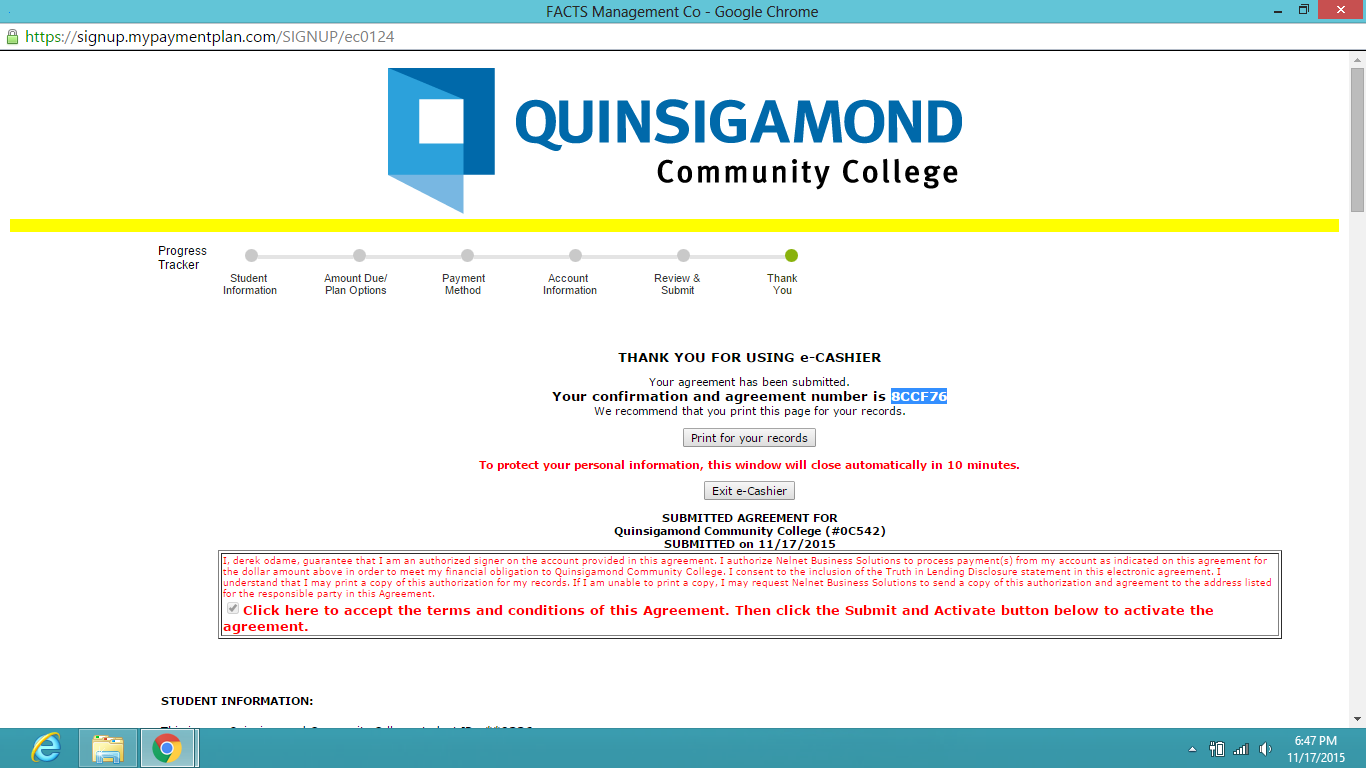 FACTS Management Co - Google Chrome
https://signup.mypaymentplan.com/SIGNUP/ec0124
QUINSIGAMOND
Community College
Progress
Tracker
Student
Information
Amount Due/
Plan Options
Payment
Method
Account
Information
Review &
Submit
Thank
You
THANK YOU FOR USING e-CASHIER
Your agreement has been submitted.
Your confirmation and agreement number is 8CCF76
We recommend that you print this page for your records.
Print for your records
To protect your personal information, this window will close automatically in 10 minutes.
Exit e-Cashier
SUBMITTED AGREEMENT FOR
Quinsigamond Community College (#0C542)
SUBMITTED on 11/17/2015
I, derek odame, guarantee that I am an authorized signer on the account provided in this agreement. I authorize Nelnet Business Solutions to process payment(s) from my account as indicated on this agreement for
the dollar amount above in order to meet my financial obligation to Quinsigamond Community College. I consent to the inclusion of the Truth in Lending Disclosure statement in this electronic agreement. I
understand that I may print a copy of this authorization for my records. If I am unable to print a copy, I may request Nelnet Business Solutions to send a copy of this authorization and agreement to the address listed
for the responsible party in this Agreement.
Click here to accept the terms and conditions of this Agreement. Then click the Submit and Activate button below to activate the
agreement.
STUDENT INFORMATION:
6:47 PM
11/17/2015